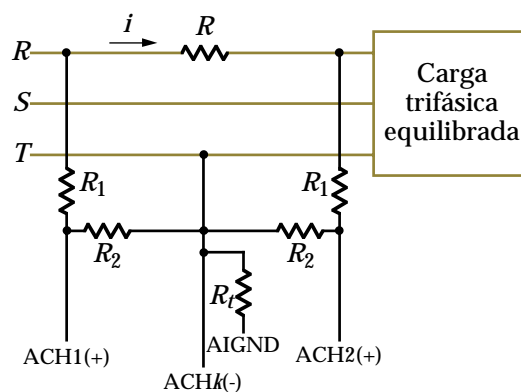 i
R
R
Carga
trifásica
equilibrada
S
T
R1
R1
R2
R2
Rt
AIGND
ACH1(+)
ACH2(+)
ACHk(-)